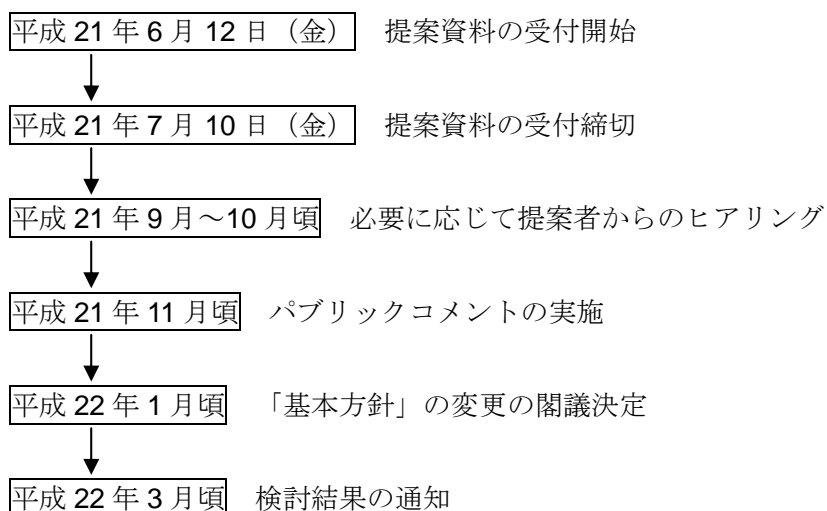 平成 21 年 6 月 12 日（金） 提案資料の受付開始
平成 21 年 7 月 10 日（金） 提案資料の受付締切
平成 21 年 9 月～10 月頃 必要に応じて提案者からのヒアリング
平成 21 年 11 月頃 パブリックコメントの実施
平成 22 年 1 月頃 「基本方針」の変更の閣議決定
平成 22 年 3 月頃 検討結果の通知